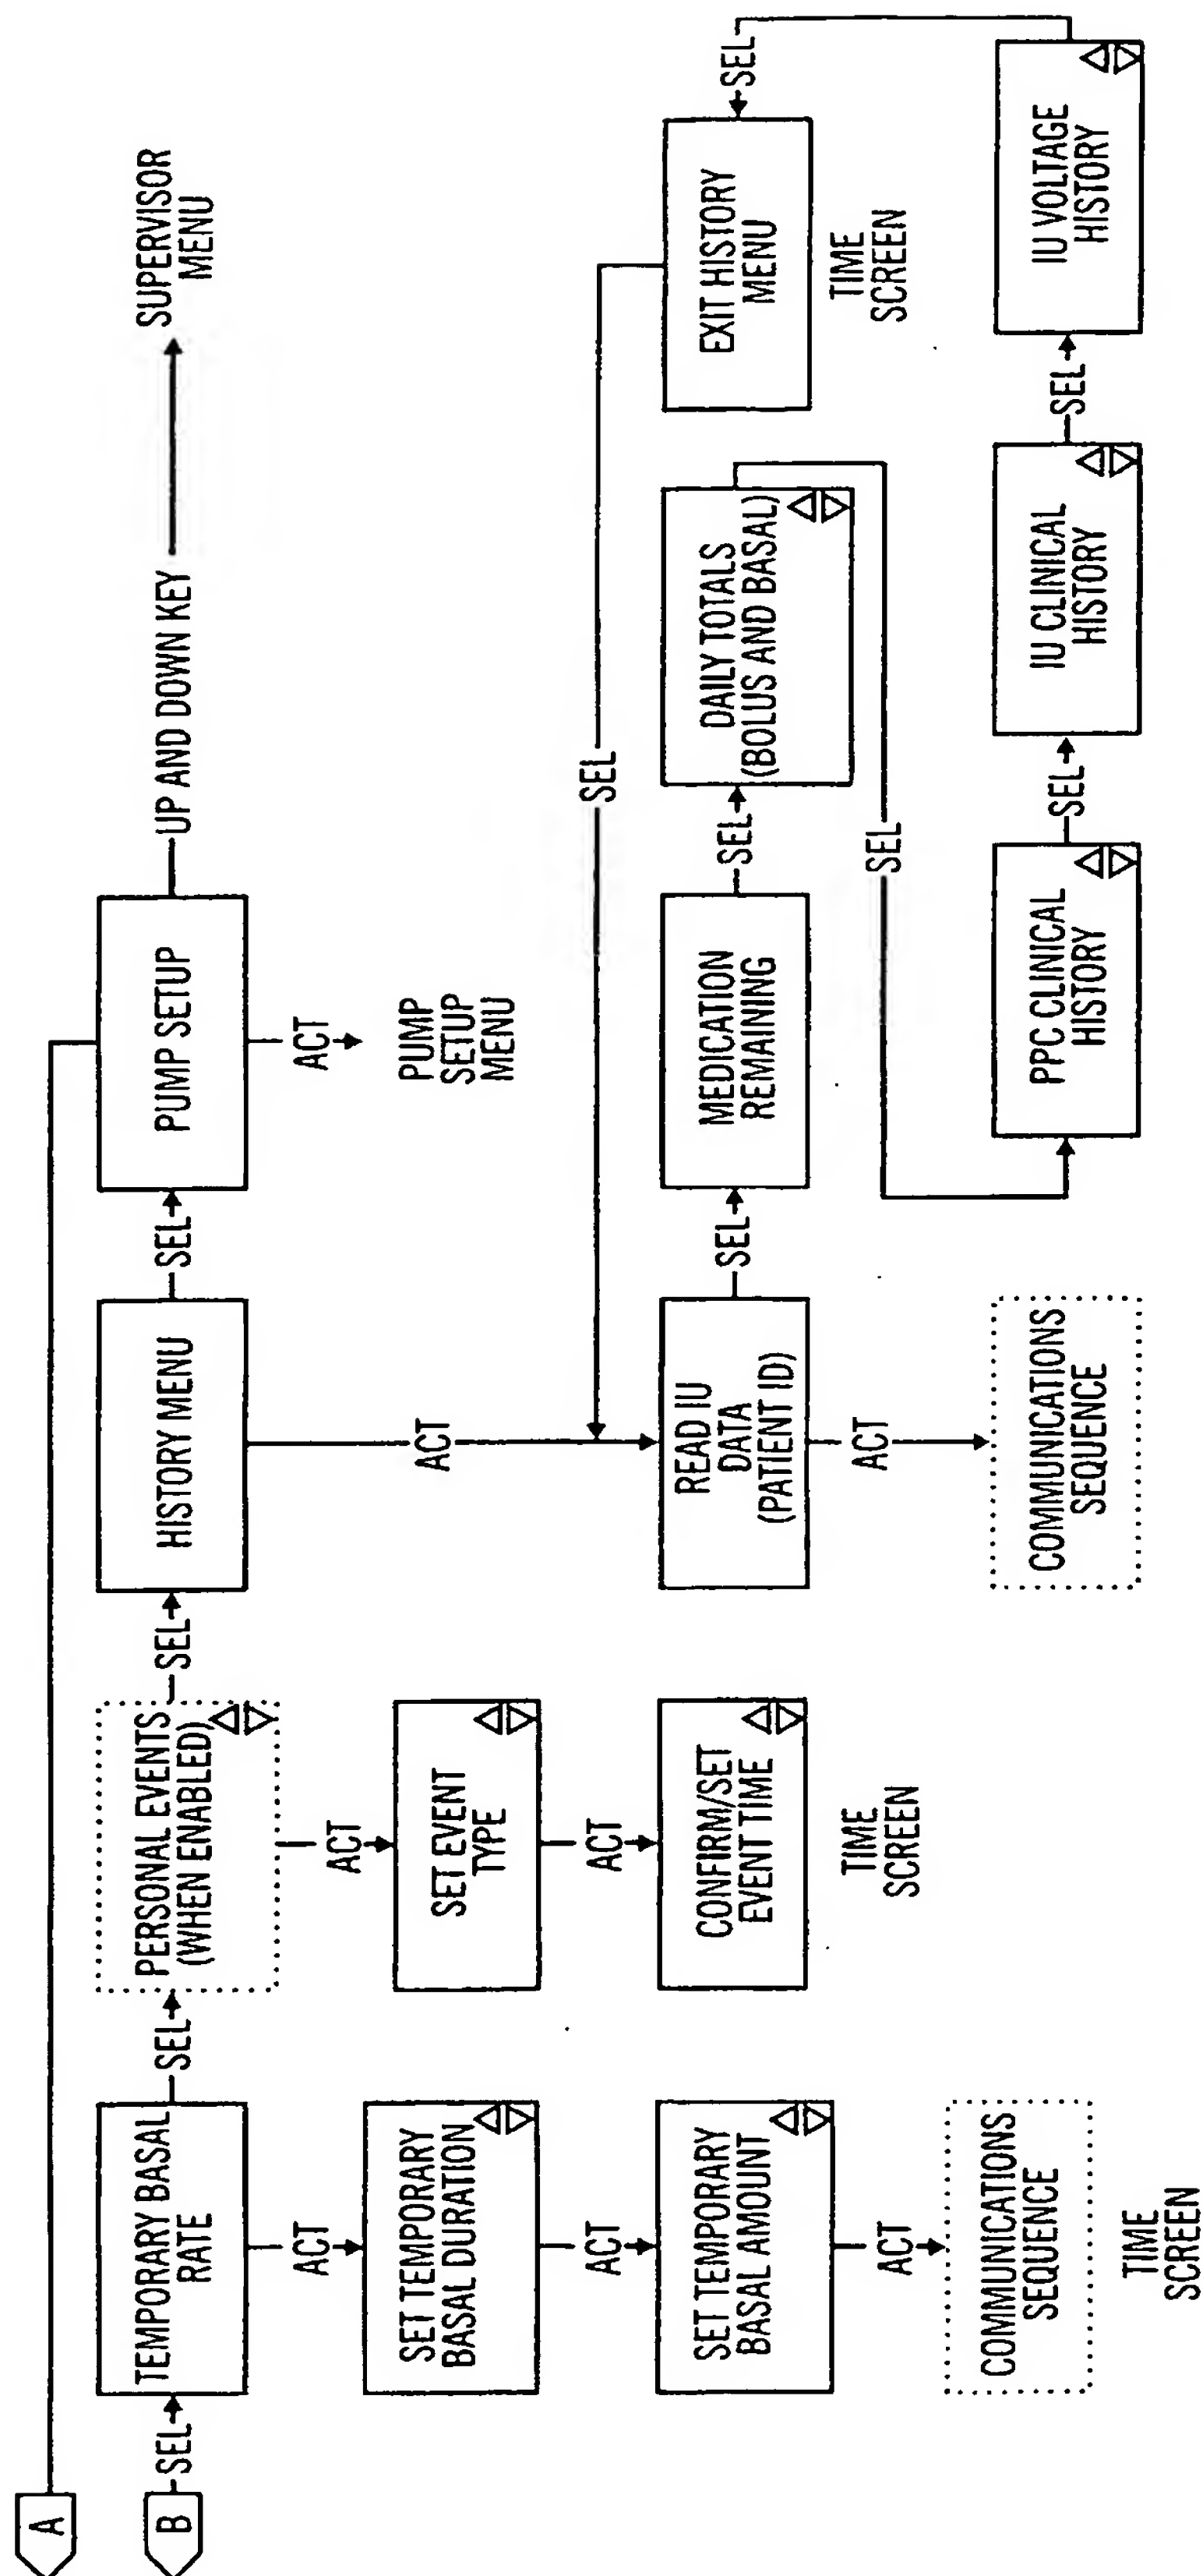 A
B
SEL
TEMPORARY BASAL
RATE
SEL
PERSONAL EVENTS
(WHEN ENABLED)
SEL
HISTORY MENU
SEL
PUMP SETUP
UP AND DOWN KEY
SUPERVISOR
MENU
ACT
SET TEMPORARY
BASAL DURATION
ACT
SET TEMPORARY
BASAL AMOUNT
ACT
COMMUNICATIONS
SEQUENCE
TIME
SCREEN
ACT
SET EVENT
TYPE
ACT
CONFIRM/SET
EVENT TIME
TIME
SCREEN
ACT
PUMP
SETUP
MENU
ACT
SEL
READ IU
DATA
(PATIENT ID)
SEL
MEDICATION
REMAINING
SEL
DAILY TOTALS
(BOLUS AND BASAL)
EXIT HISTORY
MENU
SEL
TIME
SCREEN
ACT
COMMUNICATIONS
SEQUENCE
SEL
PPC CLINICAL
HISTORY
SEL
IU CLINICAL
HISTORY
SEL
IU VOLTAGE
HISTORY